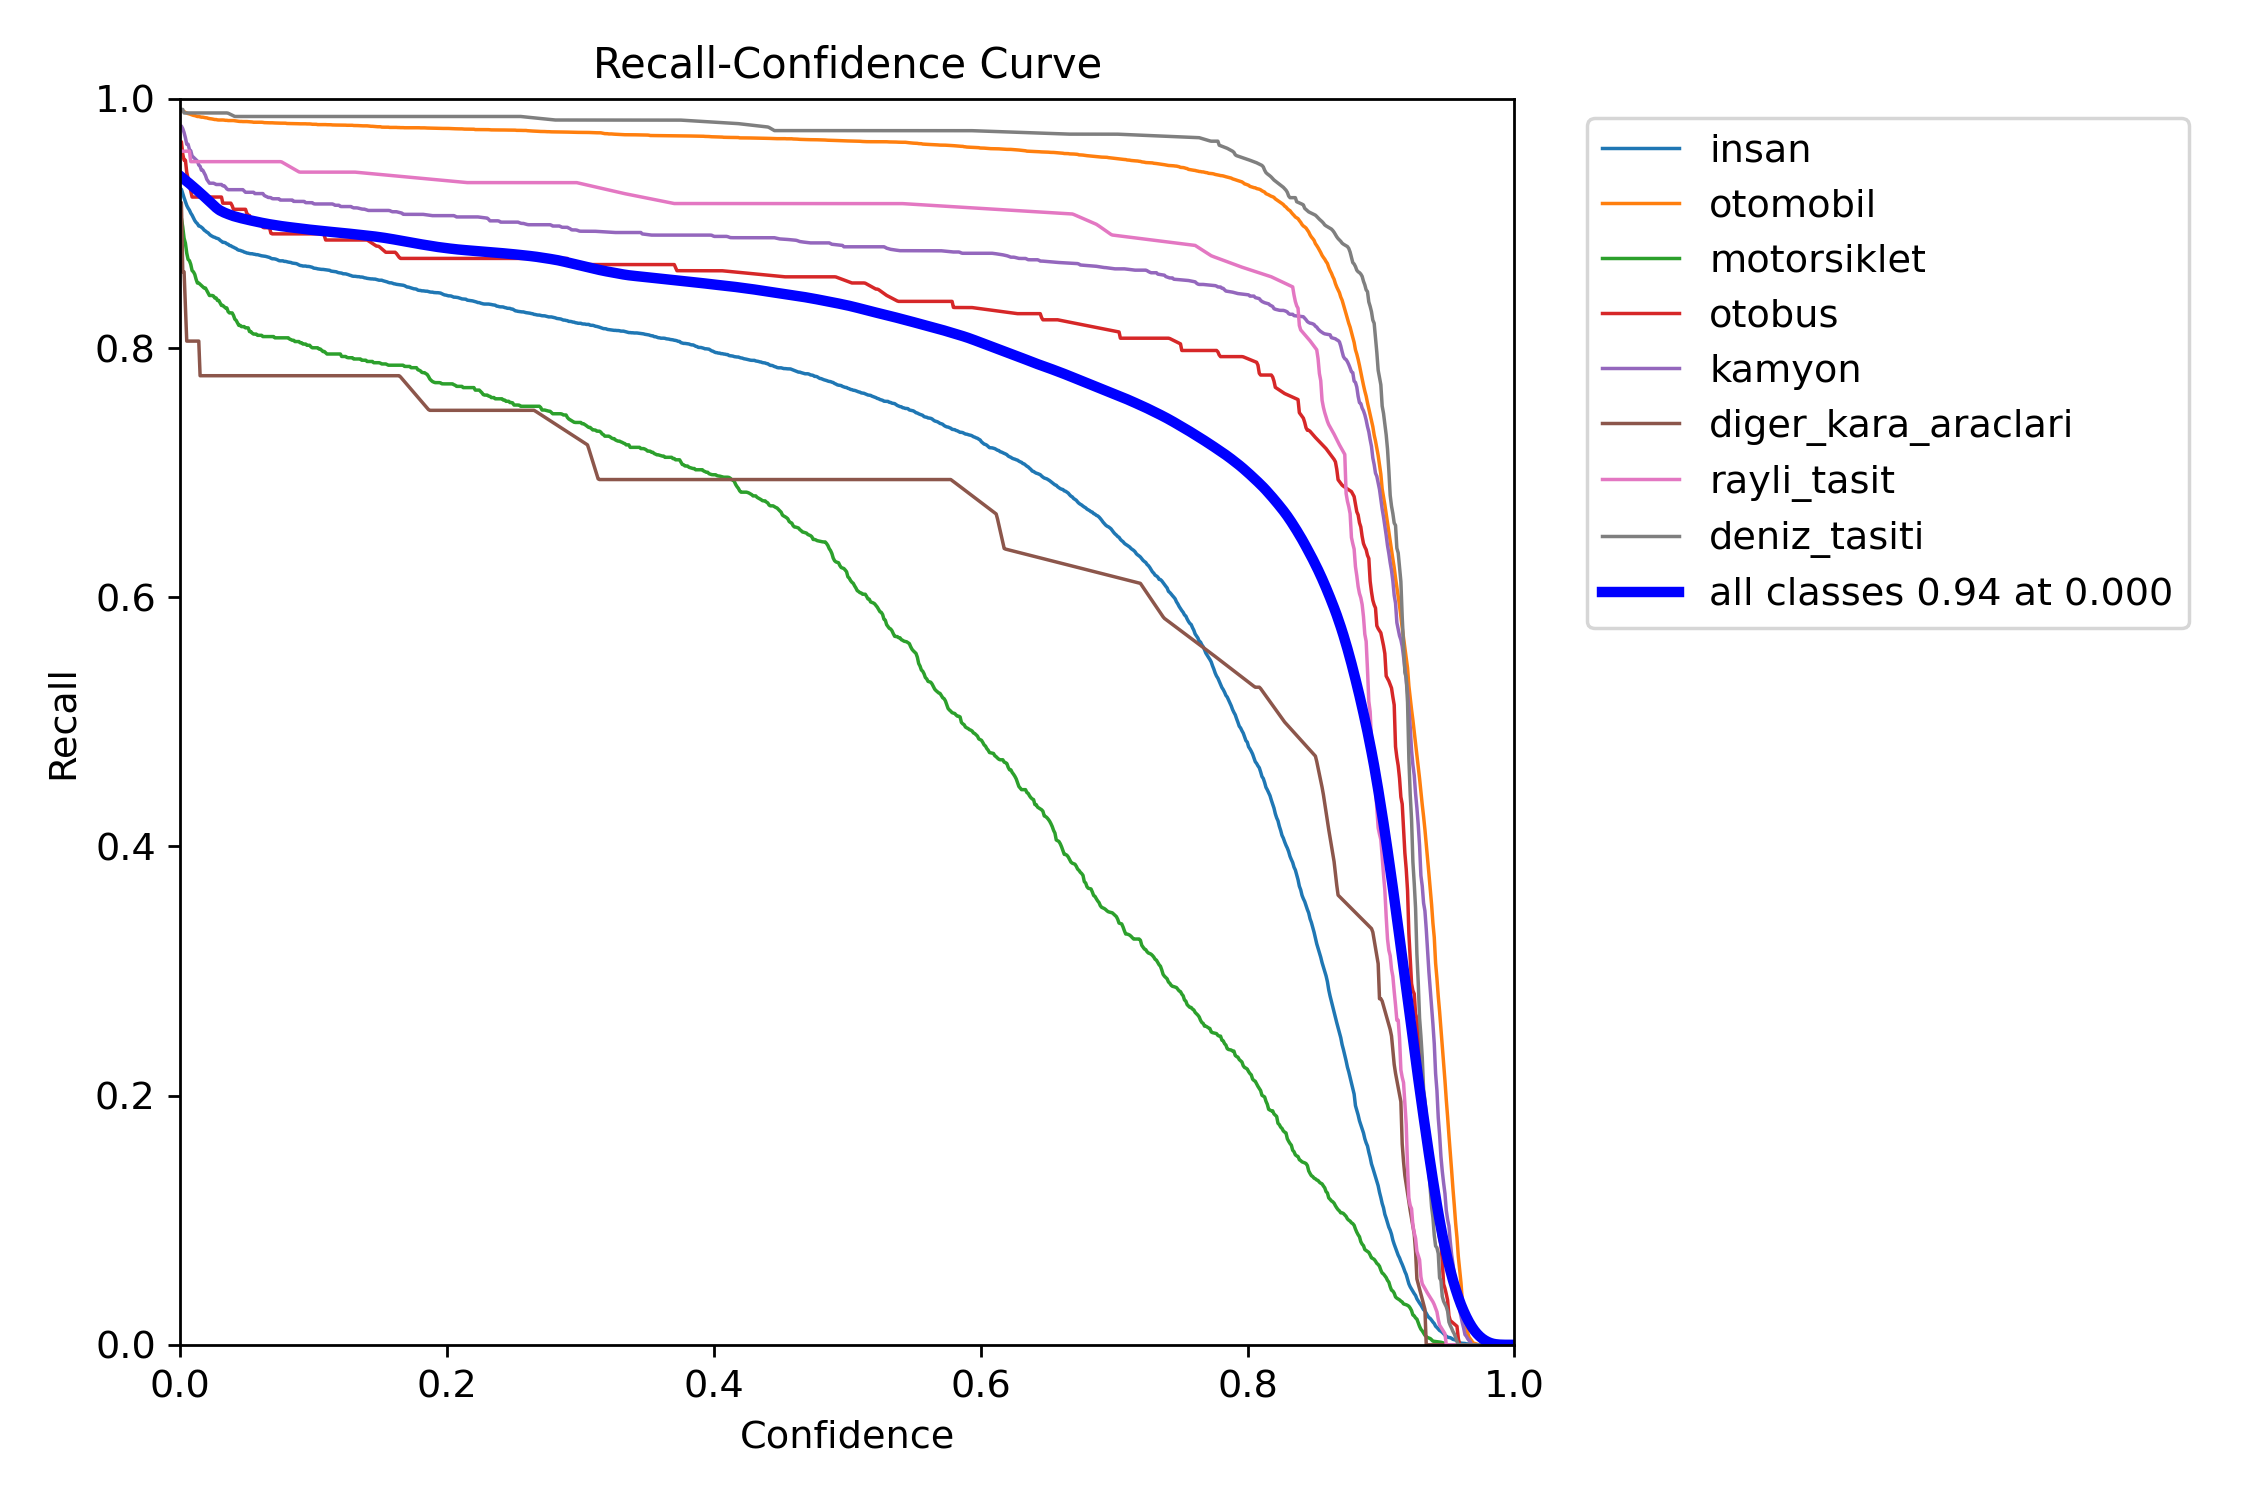 Recall-Confidence Curve
1.0
0.8
0.6
0.4
0.2
0.0
Recall
0.0 0.2 0.4 0.6 0.8 1.0
Confidence
insan
otomobil
motorsiklet
otobus
kamyon
diger_kara_araclari
rayli_tasit
deniz_tasiti
all classes 0.94 at 0.000